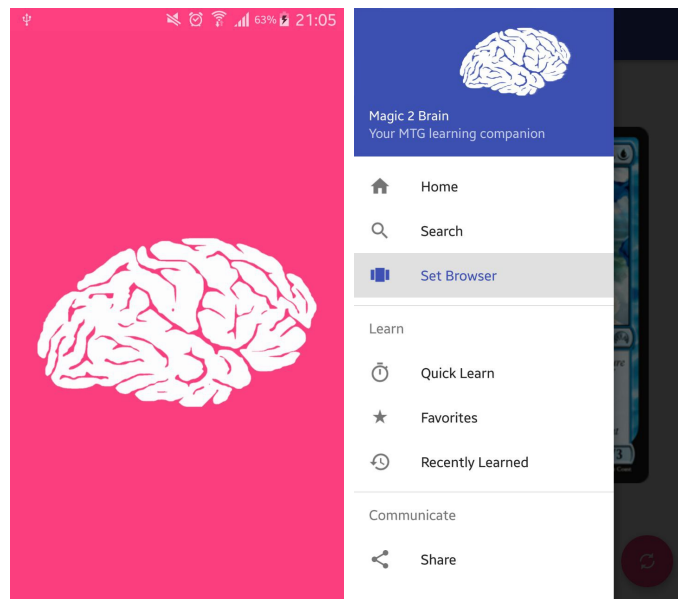 63% 21:05
Magic 2 Brain
Your MTG learning companion
Home
Search
Set Browser
Learn
Quick Learn
Favorites
Recently Learned
Communicate
Share